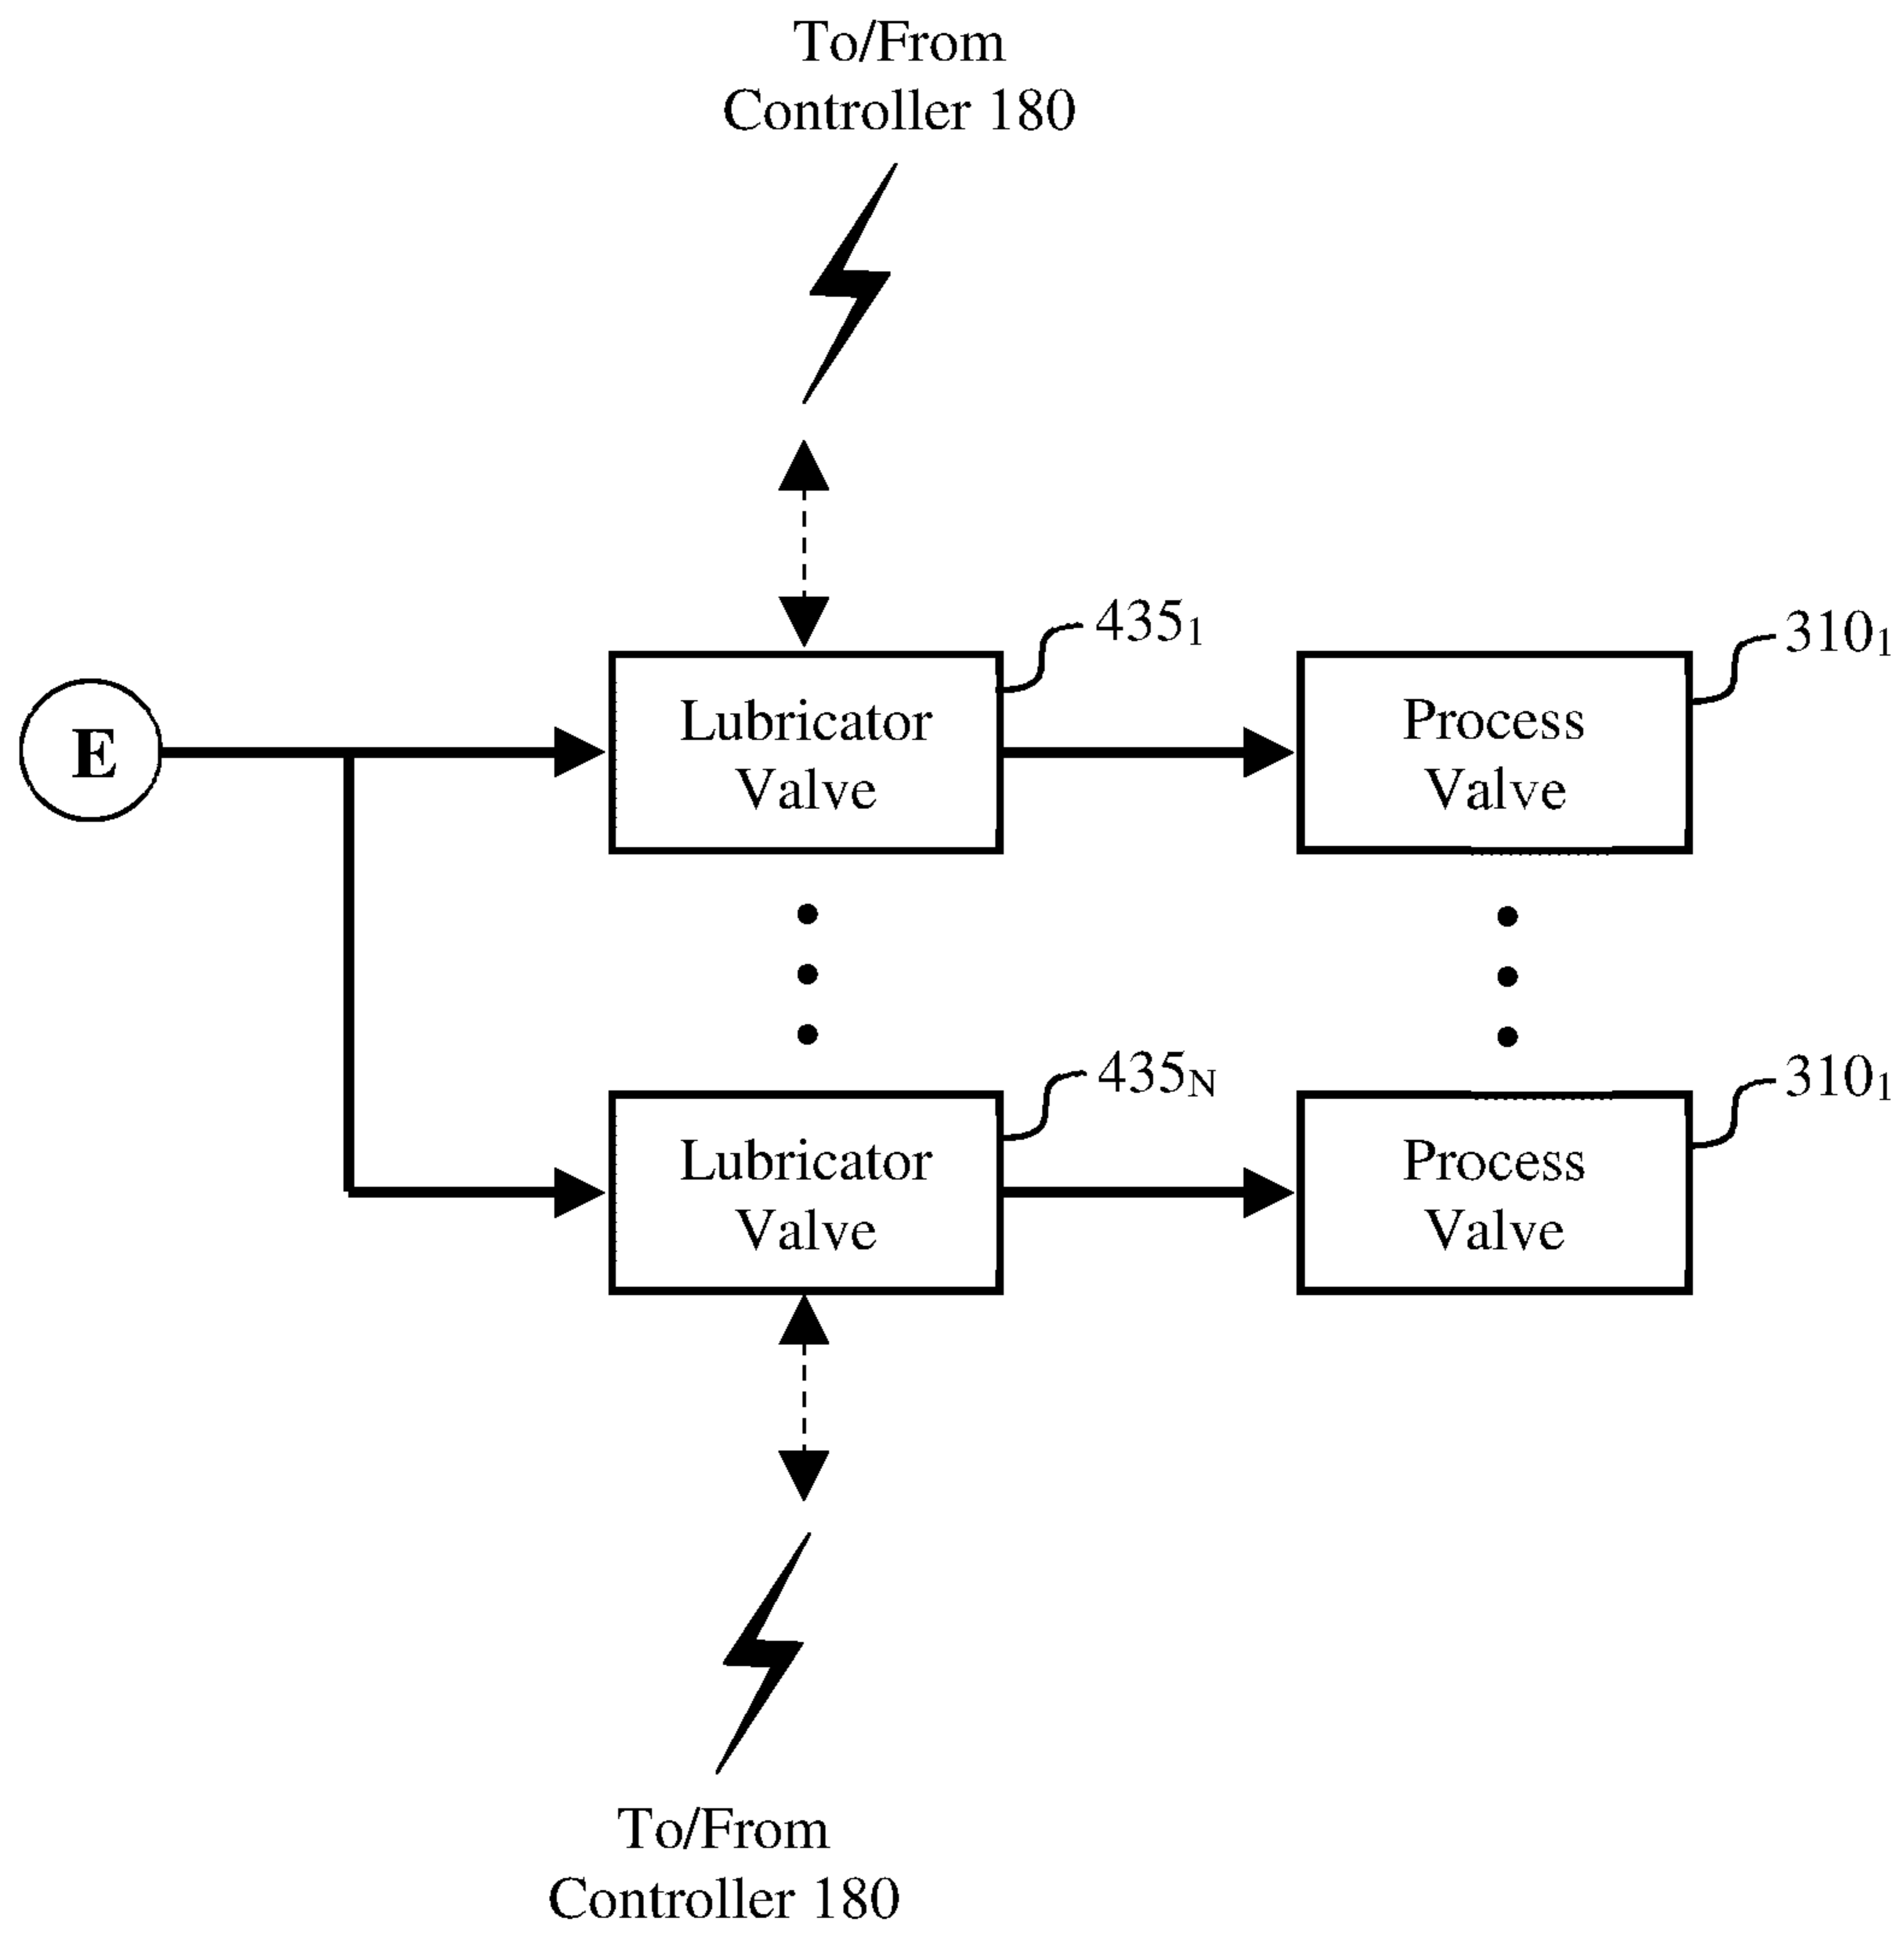 To/From
Controller 180
435₁
310₁
E
Lubricator
Valve
Process
Valve
435N
310₁
Lubricator
Valve
Process
Valve
To/From
Controller 180